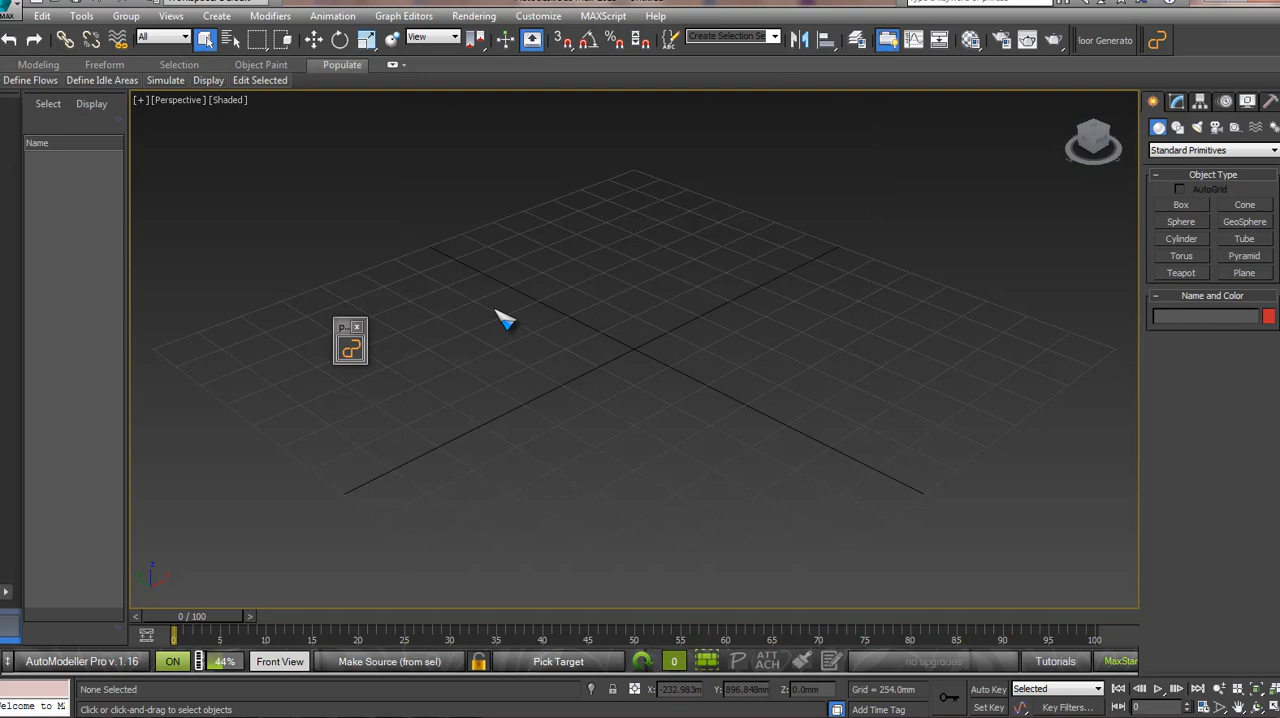 Edit Tools Group Views Create Modifiers Animation Graph Editors Rendering Customize MAXScript Help
All View Create Selection Se loor Generato
Modeling Freeform Selection Object Paint Populate
Define Flows Define Idle Areas Simulate Display Edit Selected
Select Display
Name
[+] [Perspective] [Shaded]
p...
z
Standard Primitives
Object Type
AutoGrid
Box Cone
Sphere GeoSphere
Cylinder Tube
Torus Pyramid
Teapot Plane
Name and Color
< 0 / 100 >
0 5 10 15 20 25 30 35 40 45 50 55 60 65 70 75 80 85 90 95 100
AutoModeller Pro v.1.16 ON 44% Front View Make Source (from sel) Pick Target 0 P ATT ACH no upgrades Tutorials MaxStar
None Selected X: -232.983m Y: 896.848mm Z: 0.0mm Grid = 254.0mm Auto Key Selected
Welcome to M Click or click-and-drag to select objects Add Time Tag Set Key Key Filters... 0